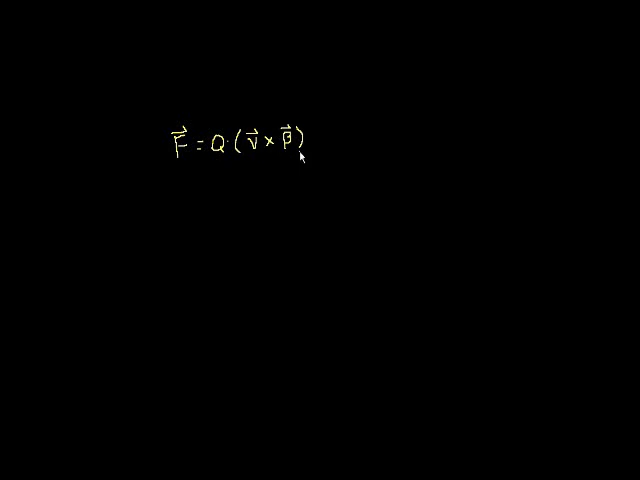 F⃗ = Q·(v⃗ × B⃗)